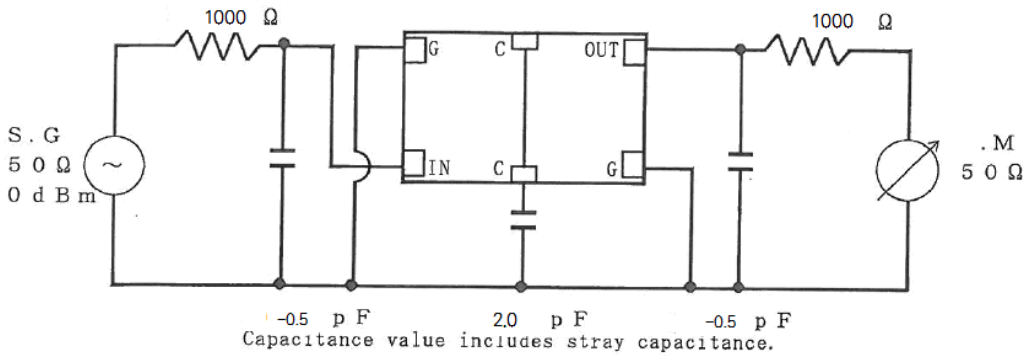 1000 Ω
1000 Ω
G
C
OUT
S.G
50Ω
0dBm
~
IN
C
G
.M
50Ω
-0.5 pF
2.0 pF
-0.5 pF
Capacitance value includes stray capacitance.